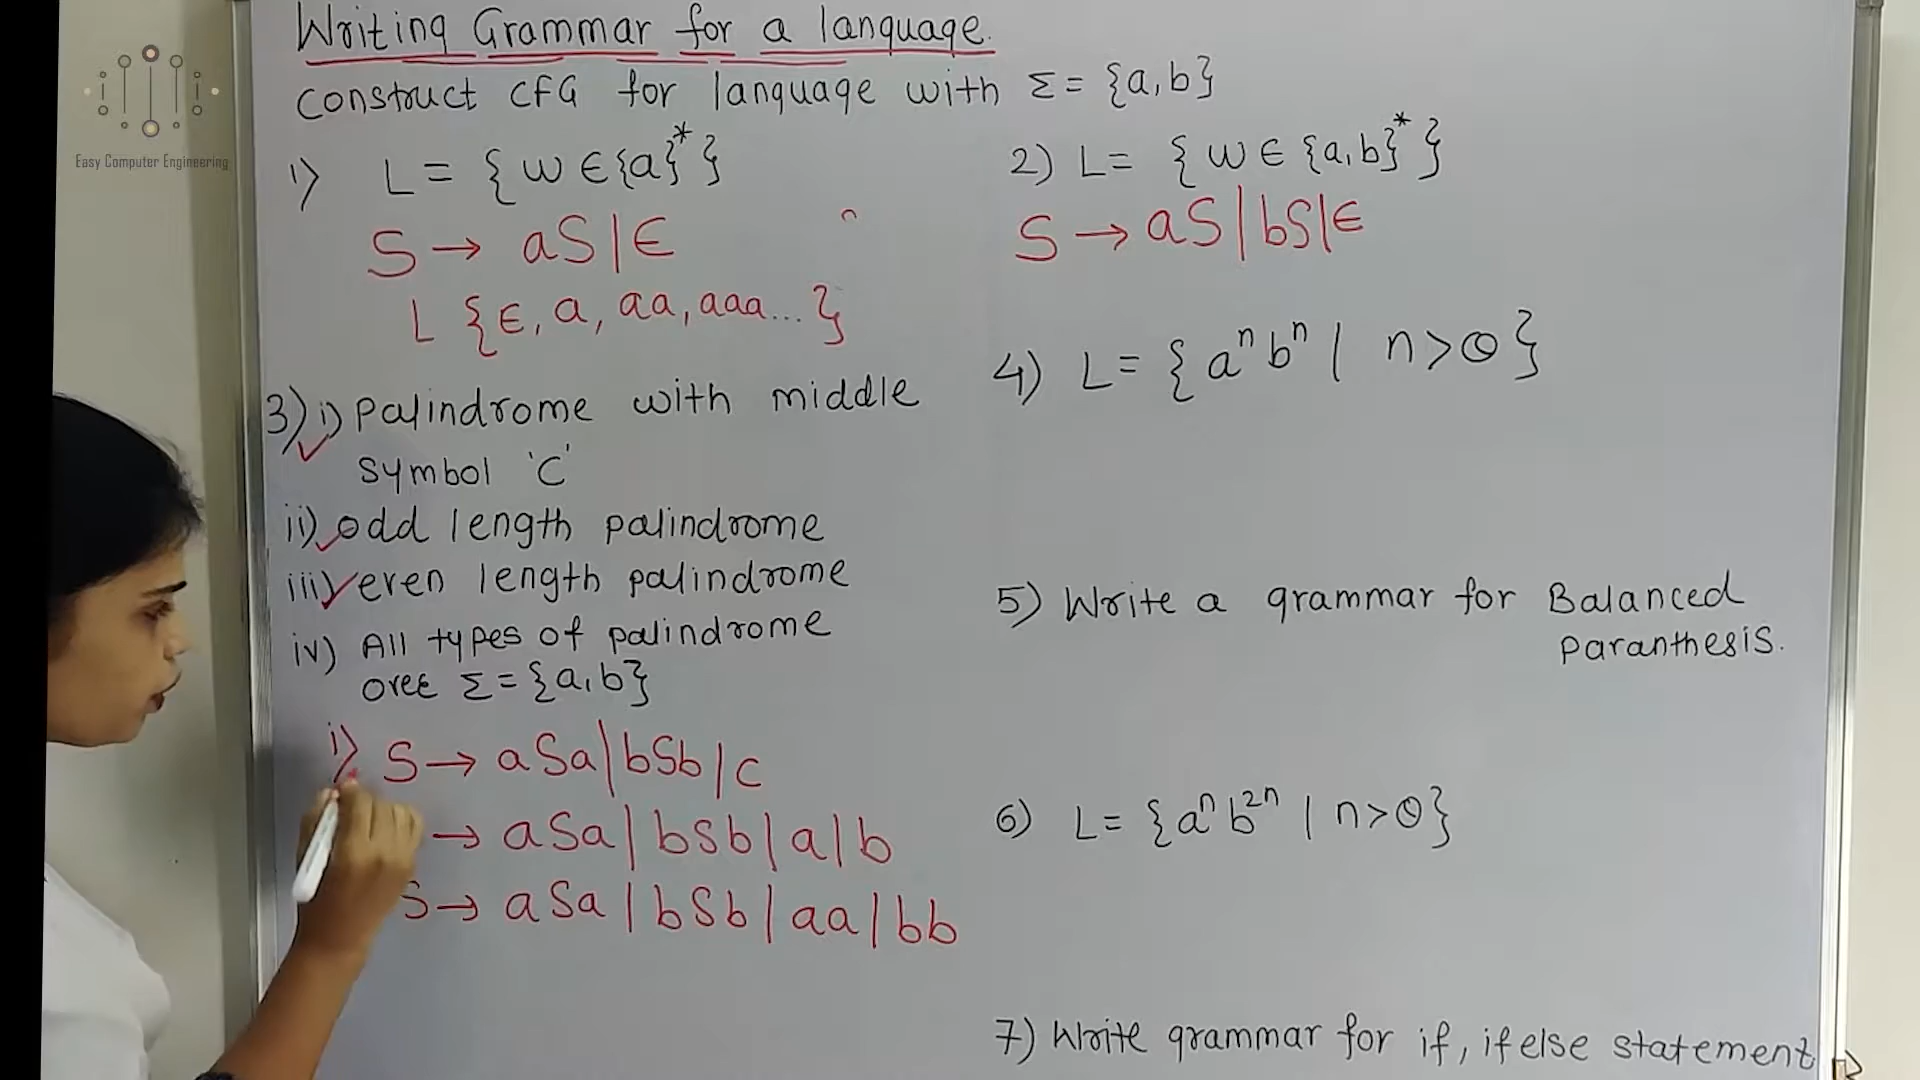 Writing Grammar for a language.
construct CFG for language with Σ = {a,b}
1) L = {w∈{a}*}
S → aS|ϵ
L {ϵ, a, aa, aaa...}
2) L= {w∈{a,b}*}
S → aS|bS|ϵ
3) i) Palindrome with middle
symbol 'C'
ii) odd length palindrome
iii) even length palindrome
iv) All types of palindrome
over Σ={a,b}
i) S → aSa|bSb|c
→ aSa|bSb|a|b
S → aSa|bSb|aa|bb
4) L= {aⁿbⁿ| n>0}
5) Write a grammar for Balanced
paranthesis.
6) L= {aⁿb²ⁿ | n>0}
7) Write grammar for if, if else statement
Easy Computer Engineering